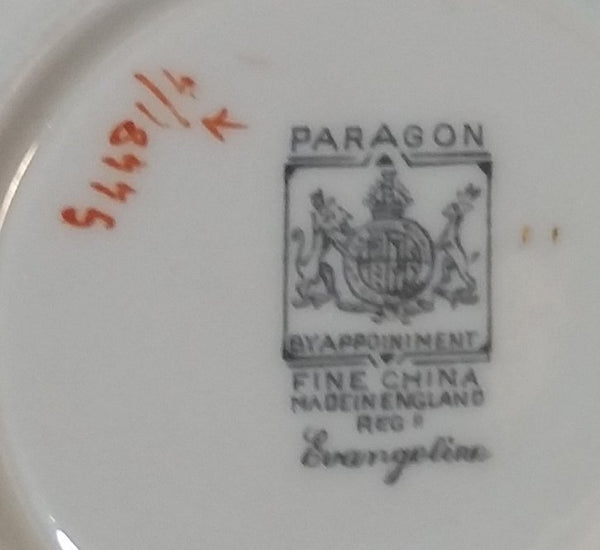 PARAGON
BY APPOINTMENT
FINE CHINA
MADE IN ENGLAND
REG^D
Evangeline